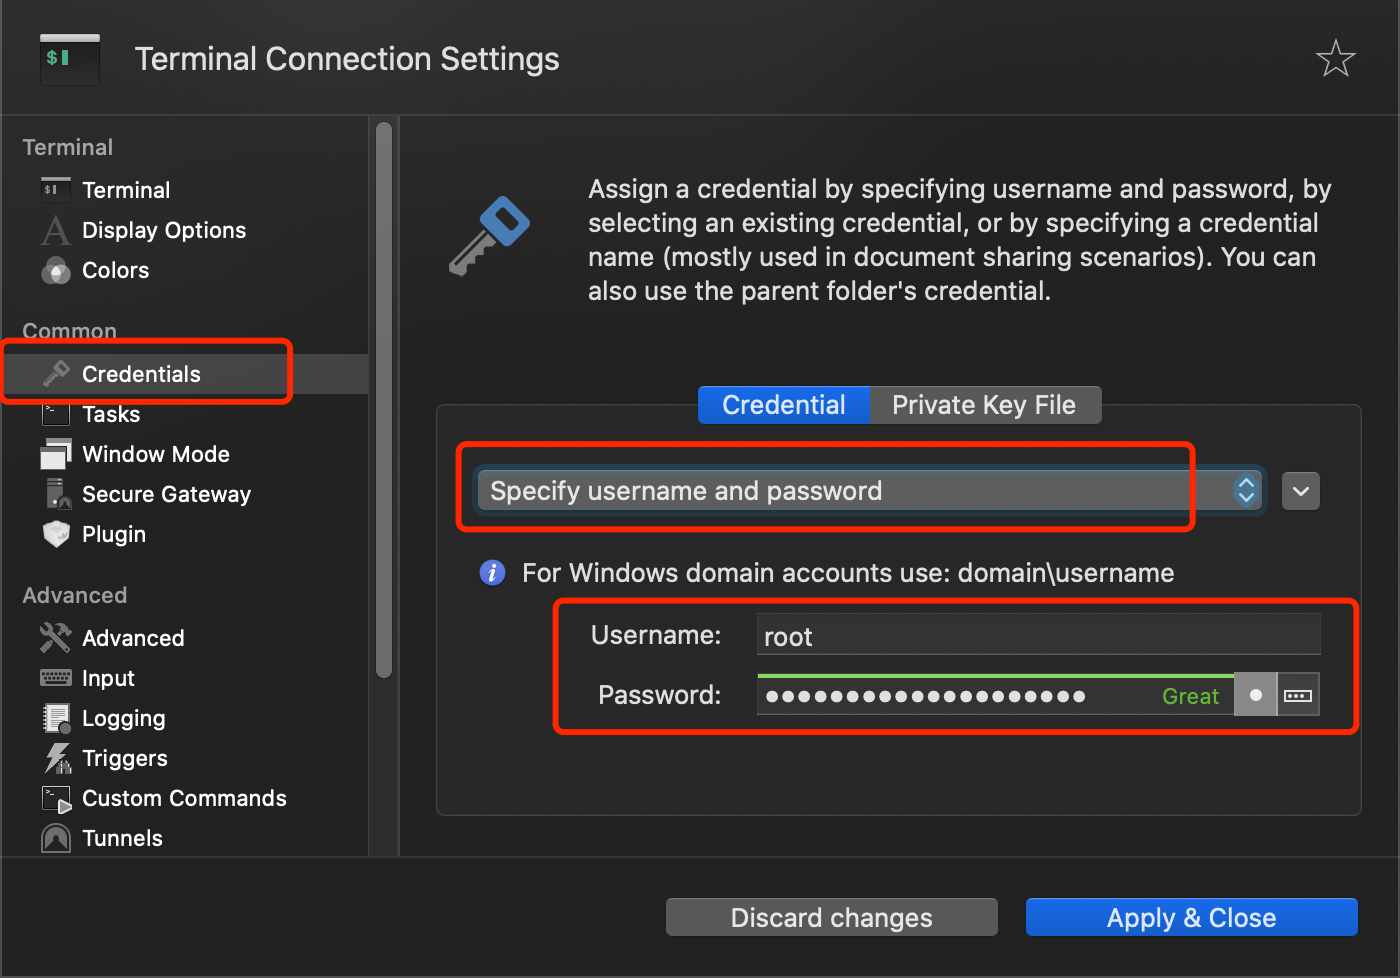 Terminal Connection Settings
Terminal
Terminal
Display Options
Colors
Common
Credentials
Tasks
Window Mode
Secure Gateway
Plugin
Advanced
Advanced
Input
Logging
Triggers
Custom Commands
Tunnels
Assign a credential by specifying username and password, by
selecting an existing credential, or by specifying a credential
name (mostly used in document sharing scenarios). You can
also use the parent folder's credential.
Credential Private Key File
Specify username and password
For Windows domain accounts use: domain\username
Username: root
Password: ●●●●●●●●●●●●●●●●●●●● Great
Discard changes Apply & Close